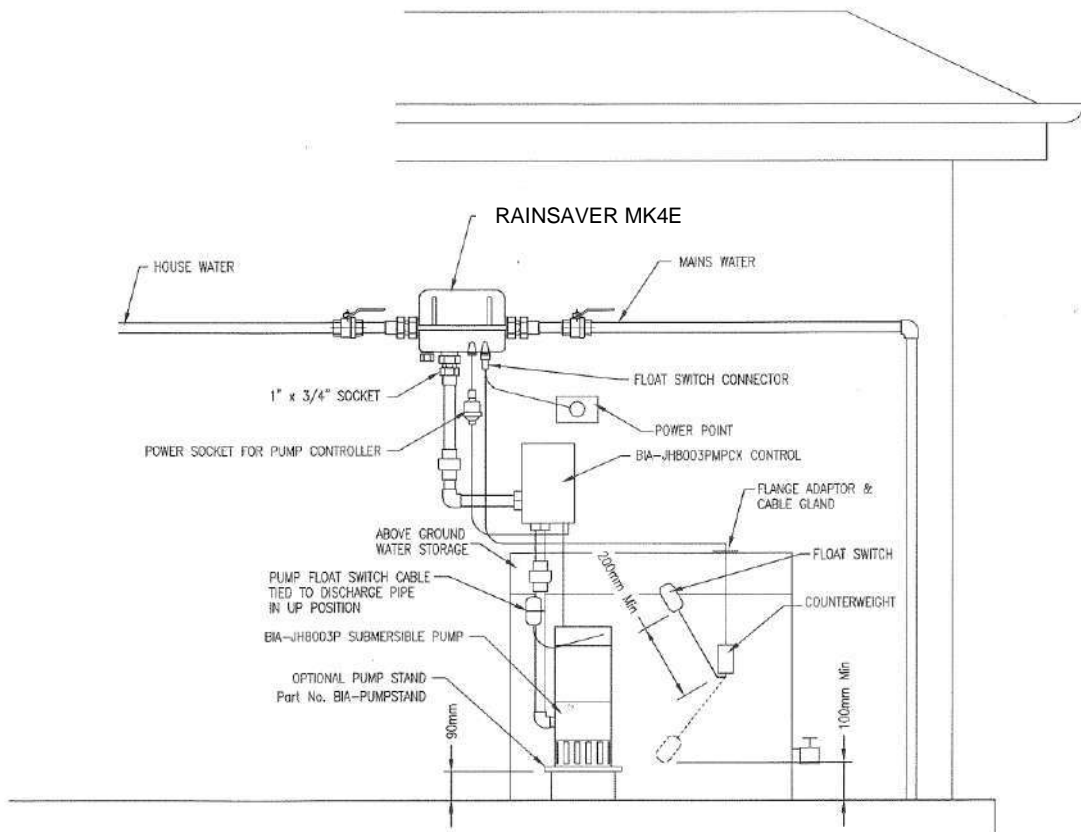 RAINSAVER MK4E
HOUSE WATER
MAINS WATER
1" x 3/4" SOCKET
FLOAT SWITCH CONNECTOR
POWER SOCKET FOR PUMP CONTROLLER
POWER POINT
BIA-JH8003PMPCX CONTROL
FLANGE ADAPTOR &
CABLE GLAND
ABOVE GROUND
WATER STORAGE
FLOAT SWITCH
200mm Min
PUMP FLOAT SWITCH CABLE
TIED TO DISCHARGE PIPE
IN UP POSITION
COUNTERWEIGHT
BIA-JH8003P SUBMERSIBLE PUMP
OPTIONAL PUMP STAND
Part No. BIA-PUMPSTAND
90mm
100mm Min